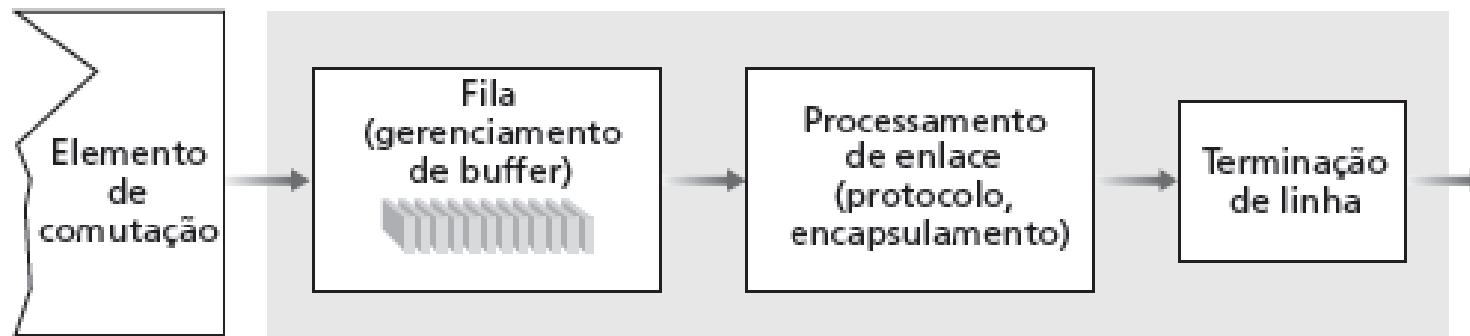 Elemento
de
comutação
Fila
(gerenciamento
de buffer)
Processamento
de enlace
(protocolo,
encapsulamento)
Terminação
de linha